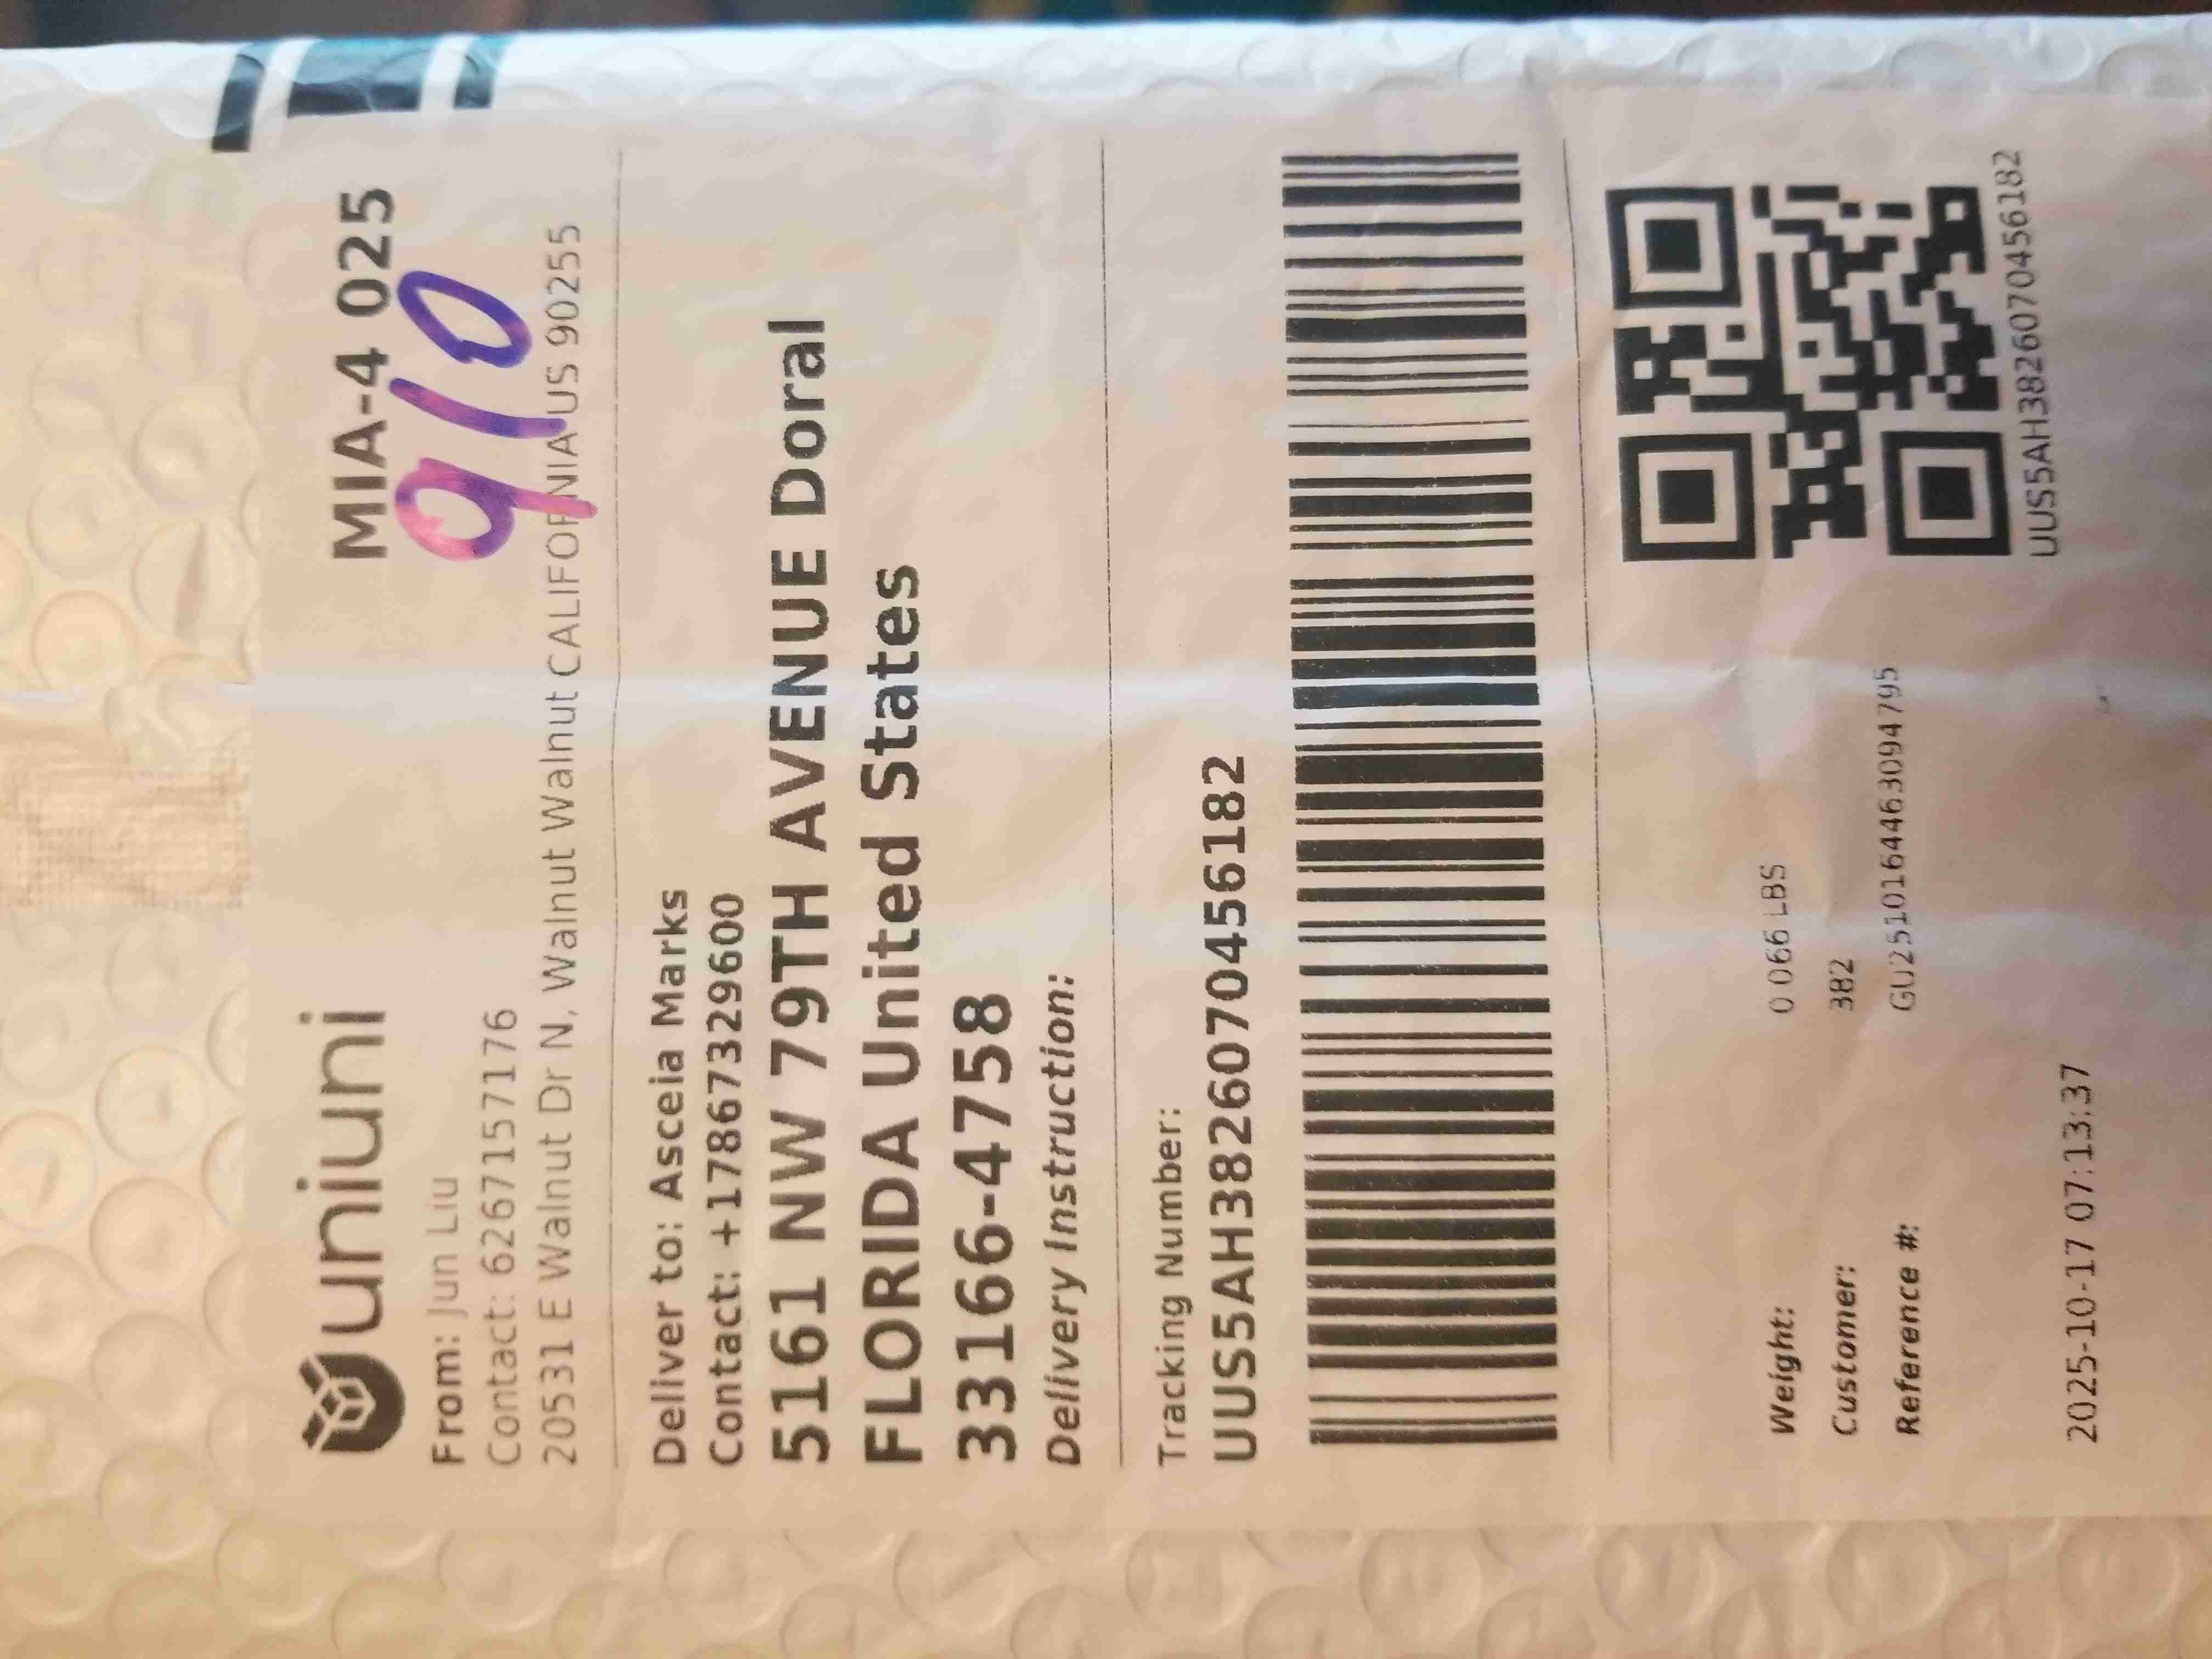 uniuni
MIA-4 025
910
From: Jun Liu
Contact: 6267157176
20531 E Walnut Dr N, Walnut Walnut CALIFORNIA US 90255
Deliver to: Asceia Marks
Contact: +17867329600
5161 NW 79TH AVENUE Doral
FLORIDA United States
33166-4758
Delivery Instruction:
Tracking Number:
UUS5AH3826070456182
Weight: 0.066 LBS
Customer: 382
Reference #: GU2510164463094795
UUS5AH3826070456182
2025-10-17 07:13:37